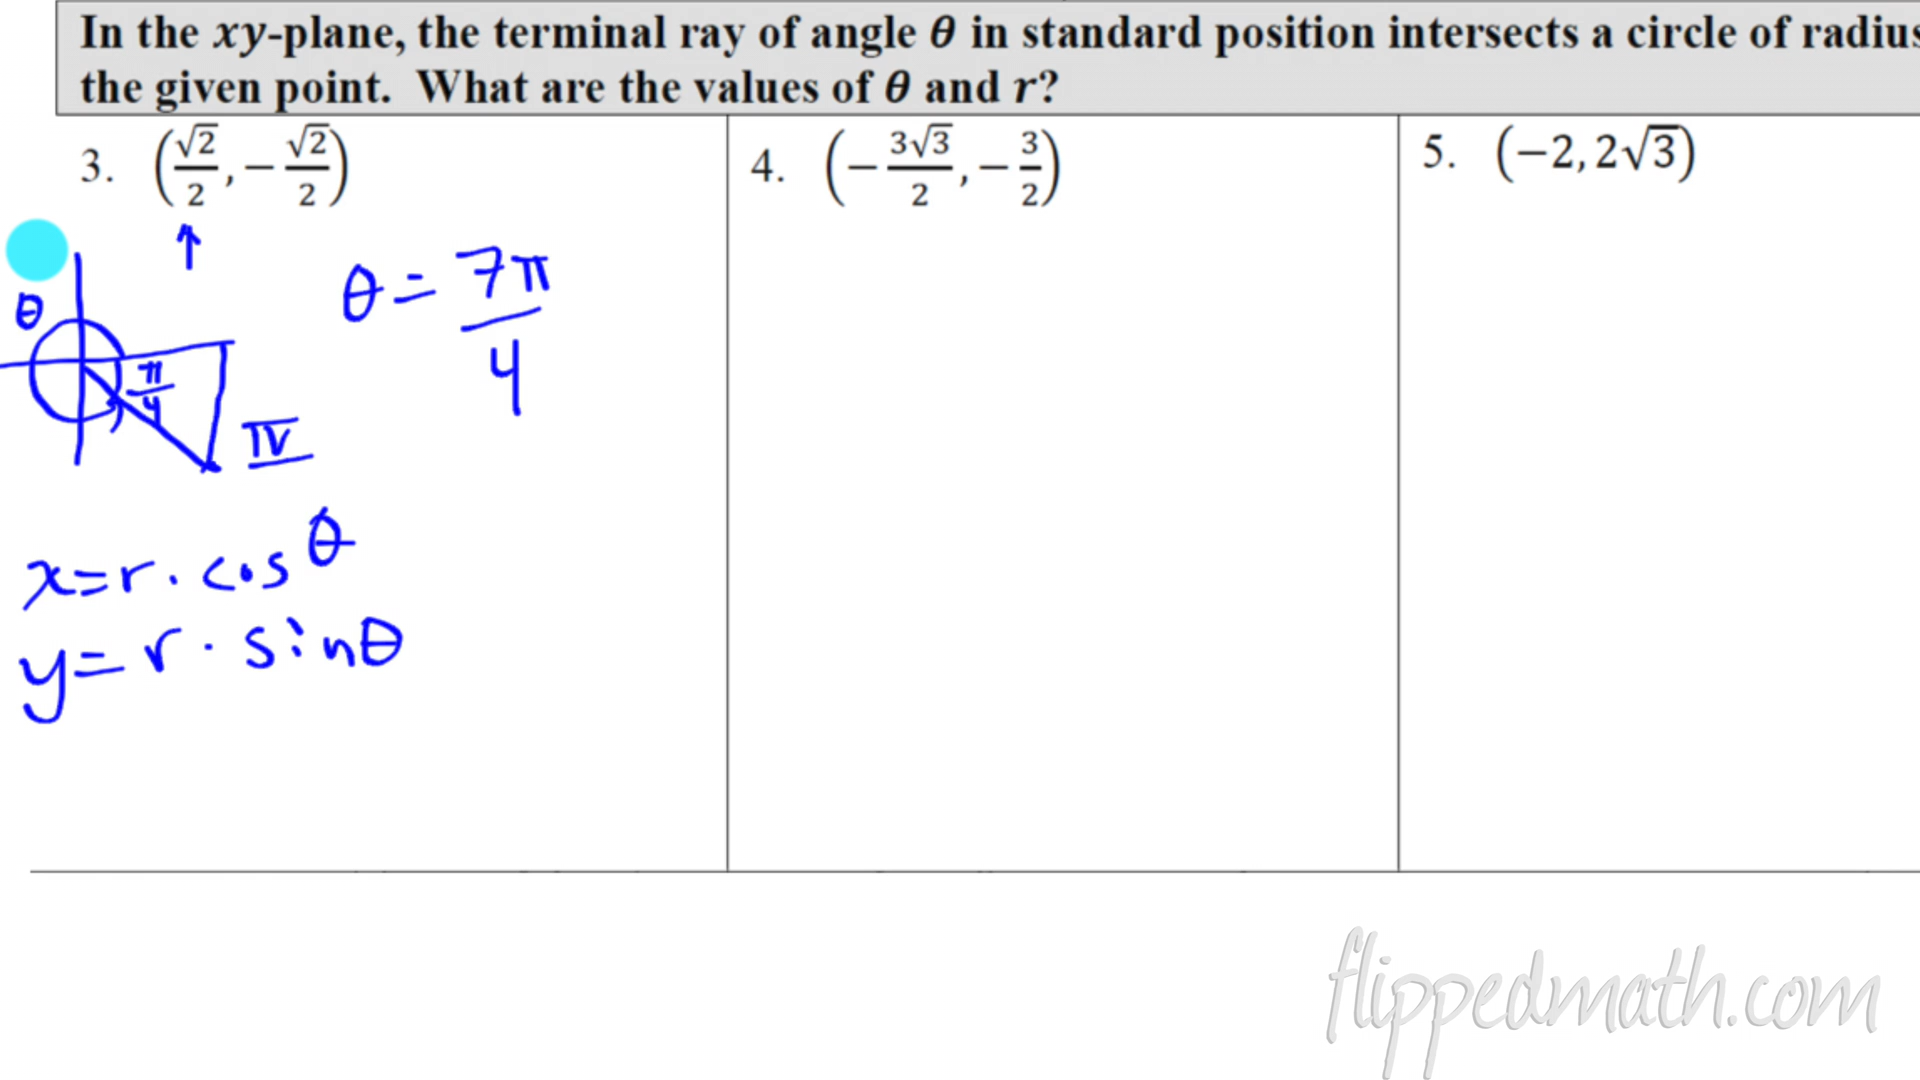 In the xy-plane, the terminal ray of angle θ in standard position intersects a circle of radius
the given point. What are the values of θ and r?
3. (√2/2, −√2/2)
4. (−3√3/2, −3/2)
5. (−2, 2√3)
↑
θ = 7π/4
θ
π/4
IV
x = r · cos θ
y = r · sin θ
flippedmath.com